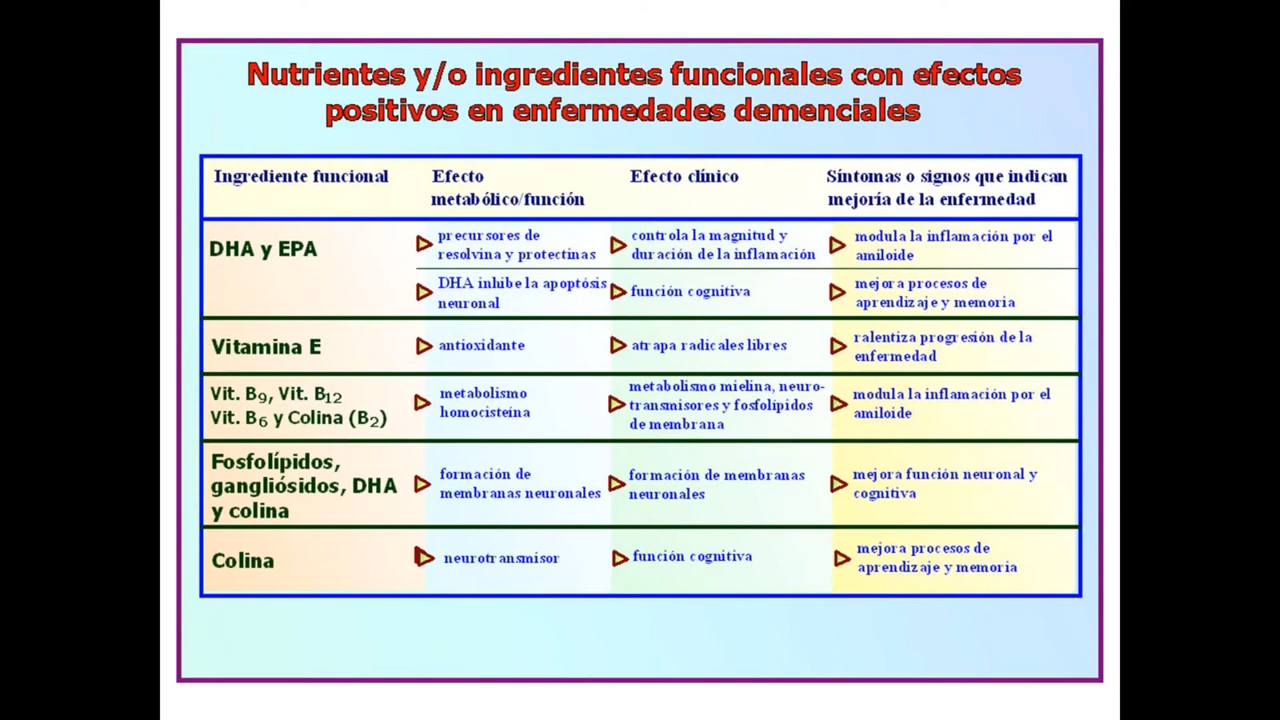 Nutrientes y/o ingredientes funcionales con efectos
positivos en enfermedades demenciales
Ingrediente funcional
Efecto
metabólico/función
Efecto clínico
Síntomas o signos que indican
mejoría de la enfermedad
DHA y EPA
precursores de
resolvina y protectinas
controla la magnitud y
duración de la inflamación
modula la inflamación por el
amiloide
DHA inhibe la apoptósis
neuronal
función cognitiva
mejora procesos de
aprendizaje y memoria
Vitamina E
antioxidante
atrapa radicales libres
ralentiza progresión de la
enfermedad
Vit. B9, Vit. B12
Vit. B6 y Colina (B2)
metabolismo
homocisteína
metabolismo mielina, neuro-
transmisores y fosfolípidos
de membrana
modula la inflamación por el
amiloide
Fosfolípidos,
gangliósidos, DHA
y colina
formación de
membranas neuronales
formación de membranas
neuronales
mejora función neuronal y
cognitiva
Colina
neurotransmisor
función cognitiva
mejora procesos de
aprendizaje y memoria